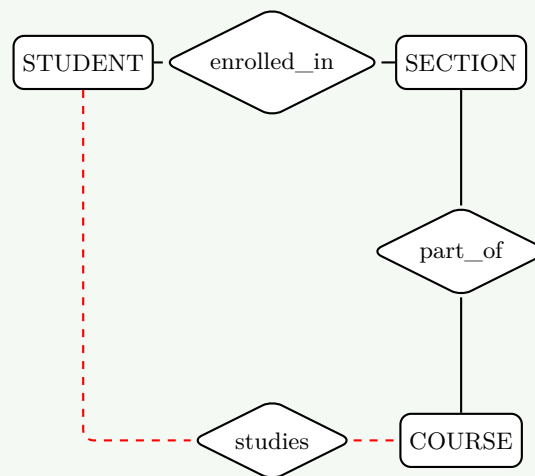 STUDENT
enrolled_in
SECTION
part_of
studies
COURSE